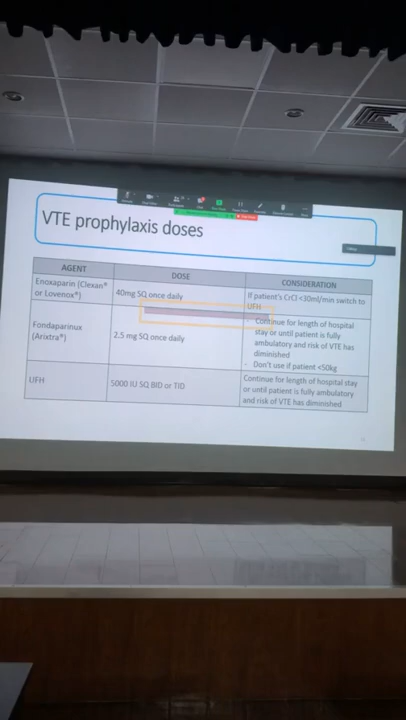 VTE prophylaxis doses
AGENT
DOSE
CONSIDERATION
Enoxaparin (Clexan®
or Lovenox®)
40mg SQ once daily
If patient's CrCl <30ml/min switch to
UFH
Fondaparinux
(Arixtra®)
2.5 mg SQ once daily
- Continue for length of hospital
stay or until patient is fully
ambulatory and risk of VTE has
diminished
- Don't use if patient <50kg
UFH
5000 IU SQ BID or TID
Continue for length of hospital stay
or until patient is fully ambulatory
and risk of VTE has diminished